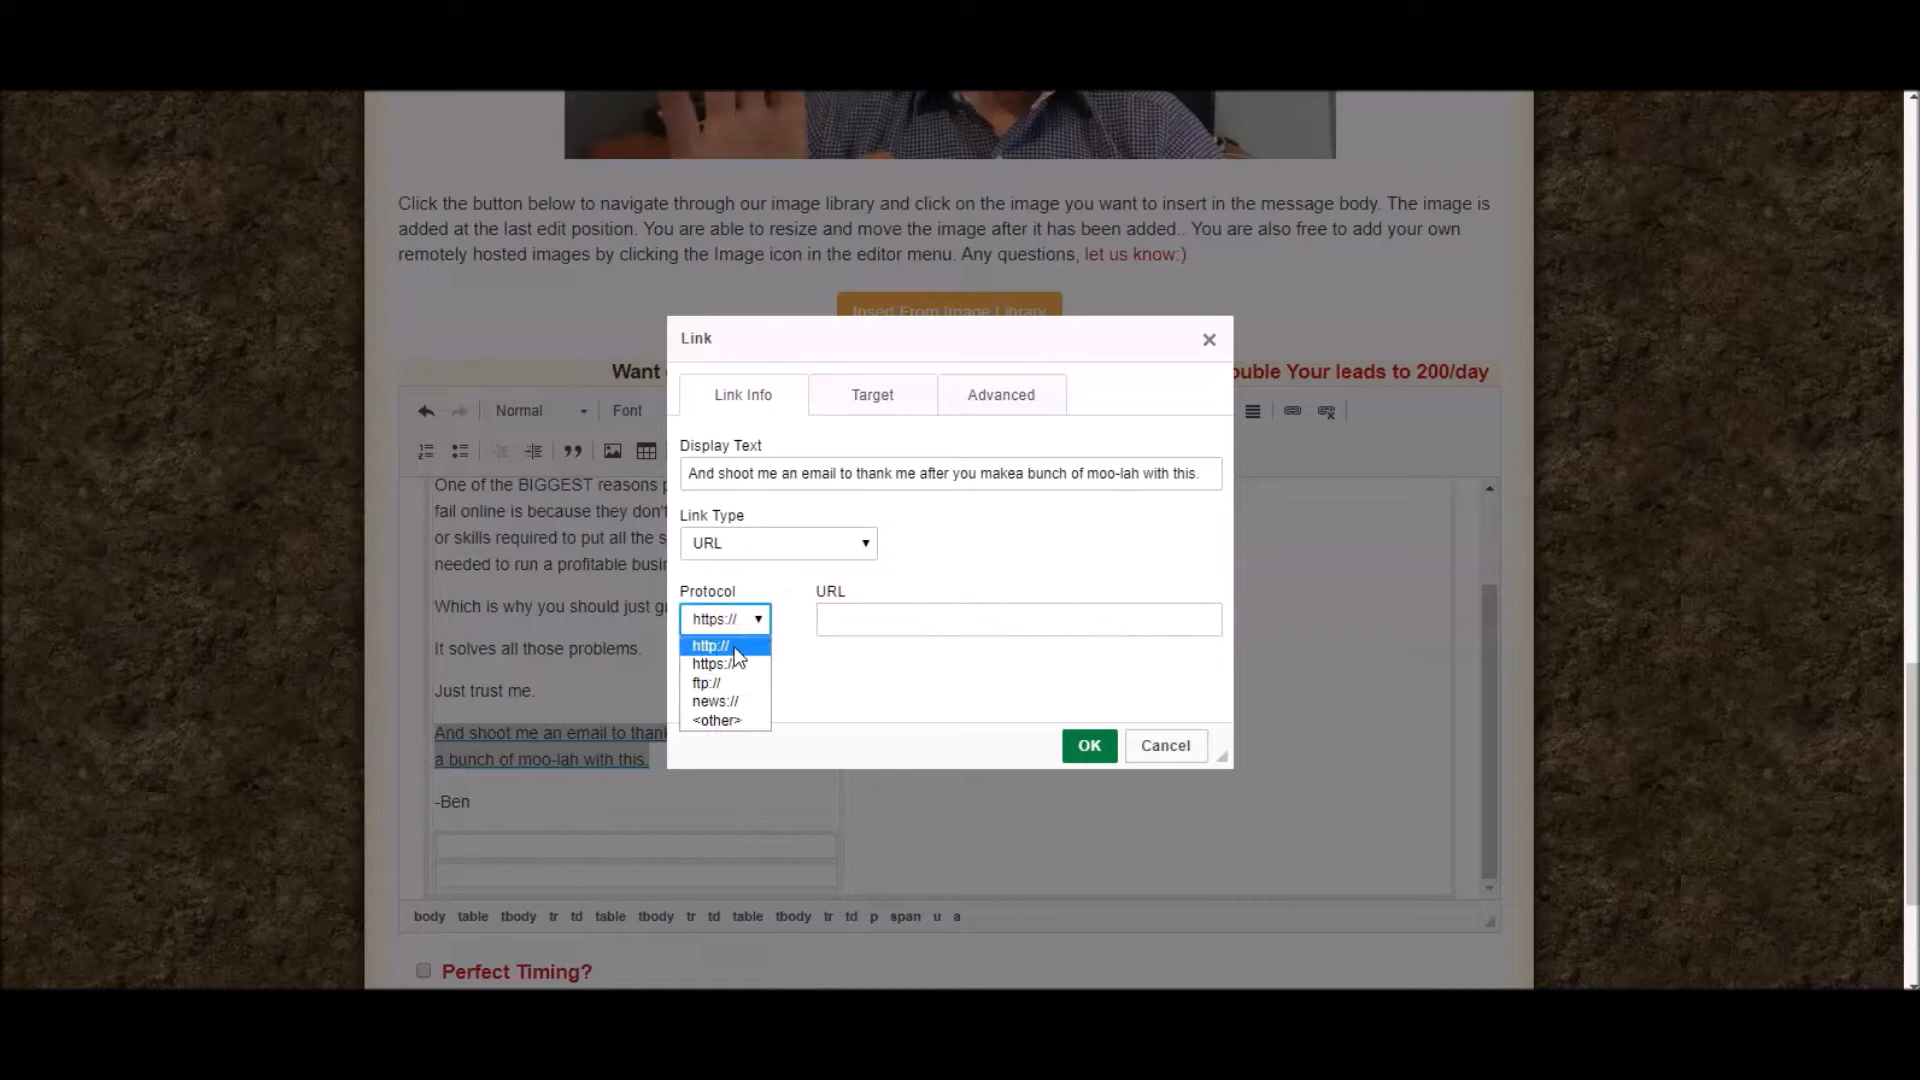 Click the button below to navigate through our image library and click on the image you want to insert in the message body. The image is
added at the last edit position. You are able to resize and move the image after it has been added.. You are also free to add your own
remotely hosted images by clicking the Image icon in the editor menu. Any questions, let us know:)
Insert From Image Library
Link
Want
ouble Your leads to 200/day
Link Info Target Advanced
Normal Font
Display Text
And shoot me an email to thank me after you makea bunch of moo-lah with this.
One of the BIGGEST reasons
fail online is because they don't
or skills required to put all the
needed to run a profitable
Link Type
URL
Protocol URL
https://
http://
https://
ftp://
news://
<other>
Which is why you should just
It solves all those problems.
Just trust me.
And shoot me an email to thank
a bunch of moo-lah with this.
OK Cancel
-Ben
body table tbody tr td table tbody tr td table tbody tr td p span u a
Perfect Timing?